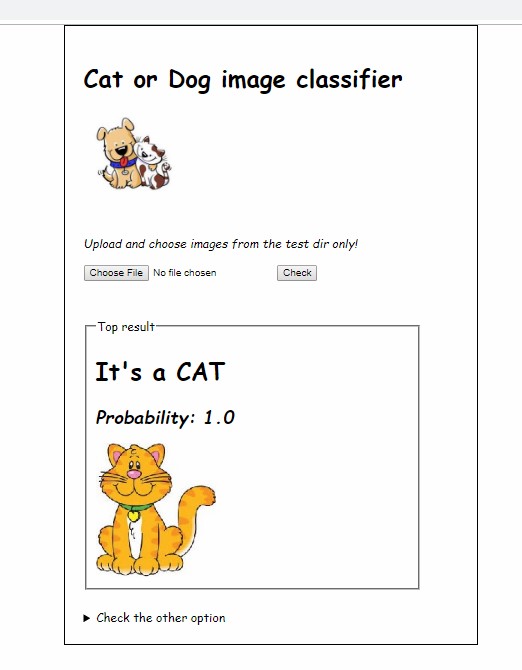 Cat or Dog image classifier
Upload and choose images from the test dir only!
Choose File No file chosen Check
Top result
It's a CAT
Probability: 1.0
Check the other option